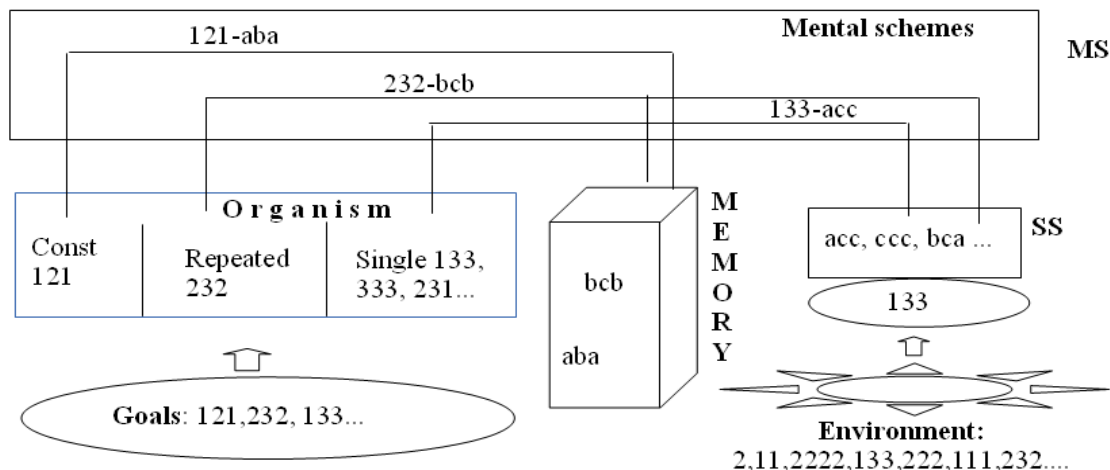 Mental schemes
MS
121-aba
232-bcb
133-acc
O r g a n i s m
Const
121
Repeated
232
Single 133,
333, 231...
M
E
M
O
R
Y
bcb
aba
SS
acc, ccc, bca ...
133
Goals: 121,232, 133...
Environment:
2,11,2222,133,222,111,232....